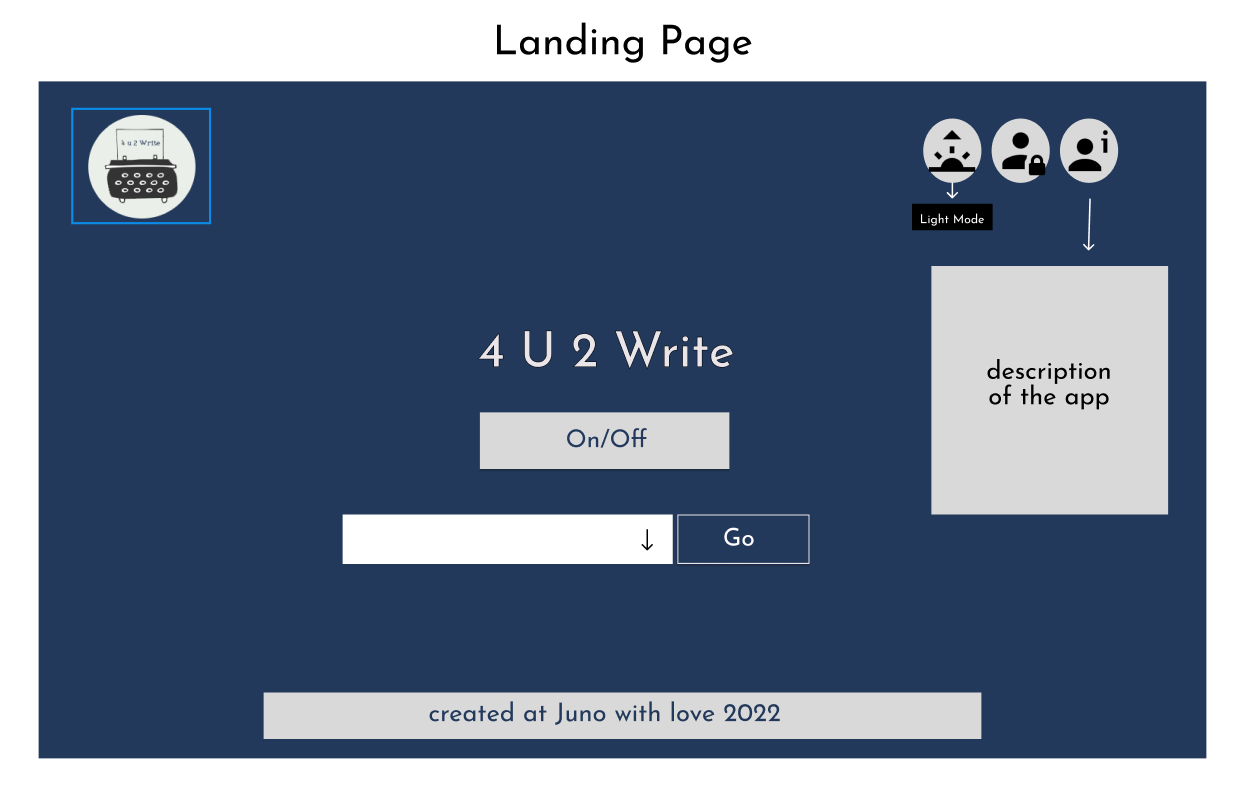 Landing Page
4 u 2 Write
i
Light Mode
4 U 2 Write
description
of the app
On/Off
Go
created at Juno with love 2022